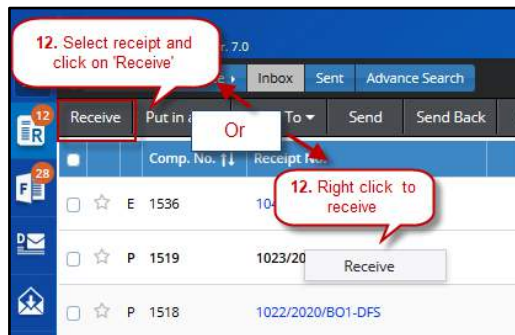 12. Select receipt and
click on 'Receive'
r. 7.0
Inbox Sent Advance Search
Receive Put in a To Send Send Back
Or
Comp. No. Receipt No.
12. Right click to
receive
E 1536 104
P 1519 1023/20
Receive
P 1518 1022/2020/BO1-DFS
12
R
28
F
D